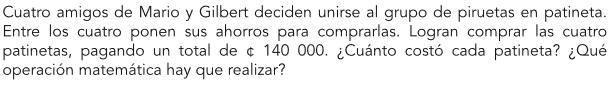 Cuatro amigos de Mario y Gilbert deciden unirse al grupo de piruetas en patineta.
Entre los cuatro ponen sus ahorros para comprarlas. Logran comprar las cuatro
patinetas, pagando un total de ¢ 140 000. ¿Cuánto costó cada patineta? ¿Qué
operación matemática hay que realizar?